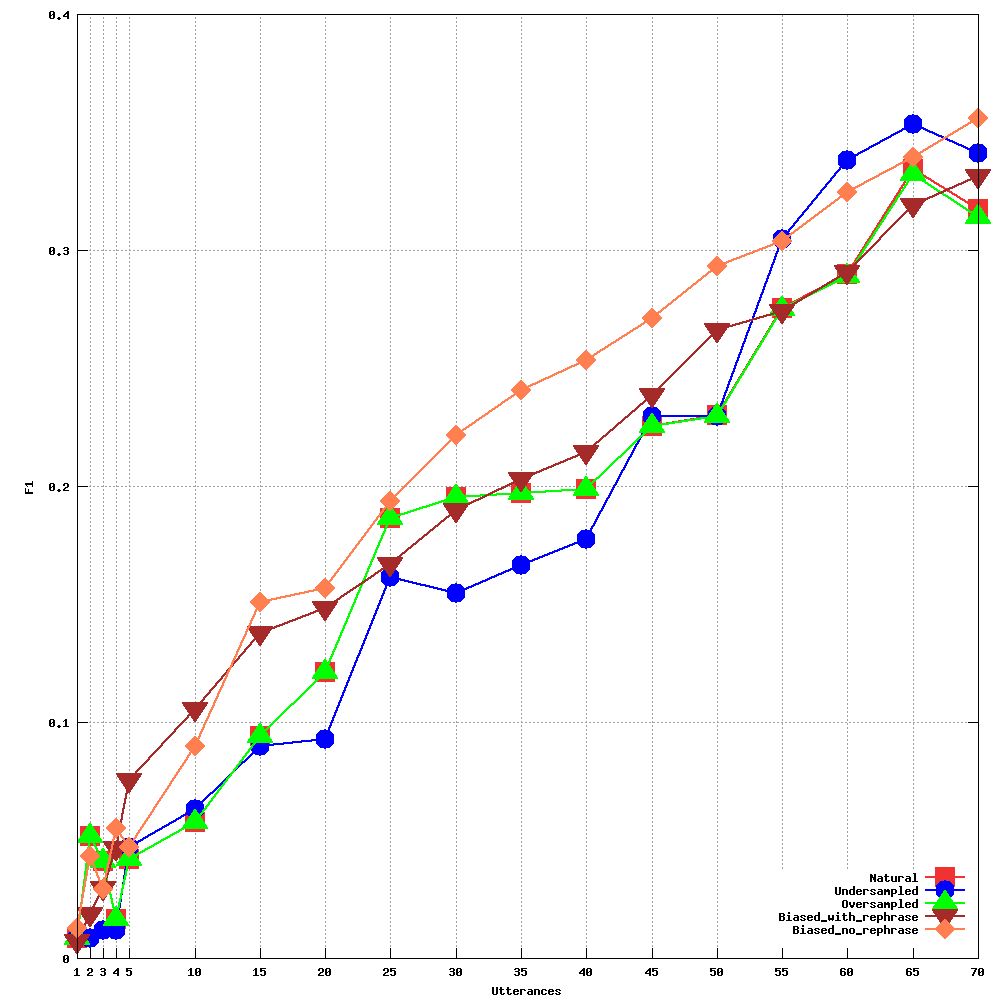 0.4
0.3
0.2
0.1
0
F1
1 2 3 4 5 10 15 20 25 30 35 40 45 50 55 60 65 70
Utterances
Natural
Undersampled
Oversampled
Biased_with_rephrase
Biased_no_rephrase